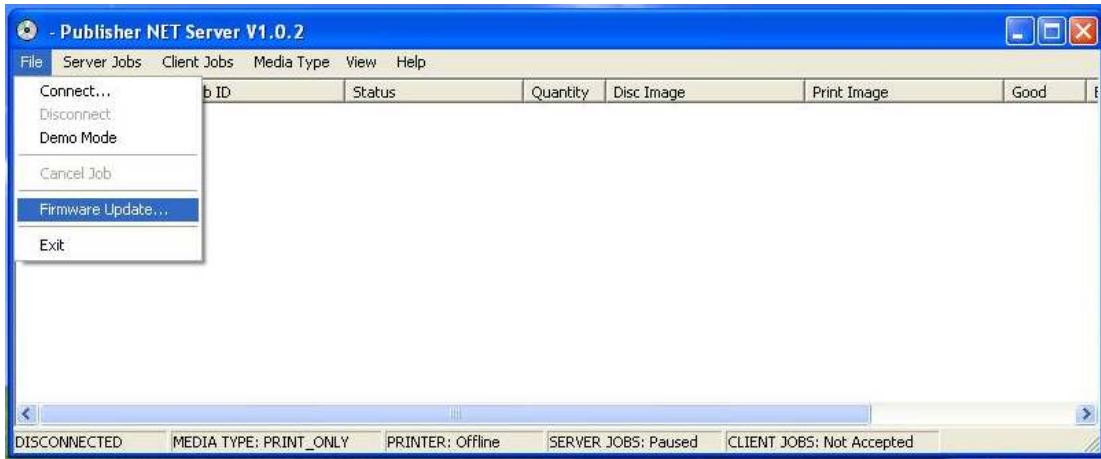 - Publisher NET Server V1.0.2
File Server Jobs Client Jobs Media Type View Help
Connect... b ID Status Quantity Disc Image Print Image Good
Disconnect
Demo Mode
Cancel Job
Firmware Update...
Exit
DISCONNECTED MEDIA TYPE: PRINT_ONLY PRINTER: Offline SERVER JOBS: Paused CLIENT JOBS: Not Accepted